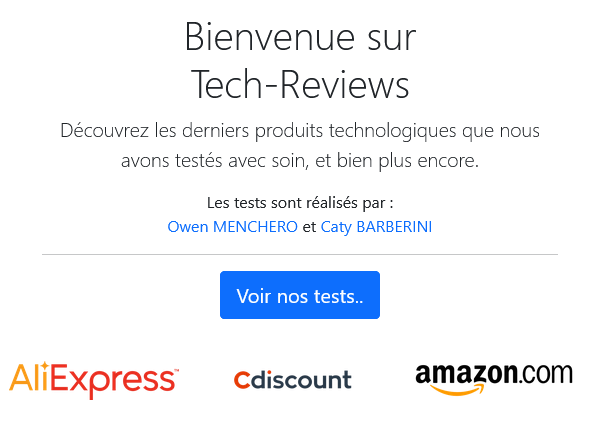 Bienvenue sur
Tech-Reviews
Découvrez les derniers produits technologiques que nous
avons testés avec soin, et bien plus encore.
Les tests sont réalisés par :
Owen MENCHERO et Caty BARBERINI
Voir nos tests..
AliExpress™
Cdiscount
amazon.com